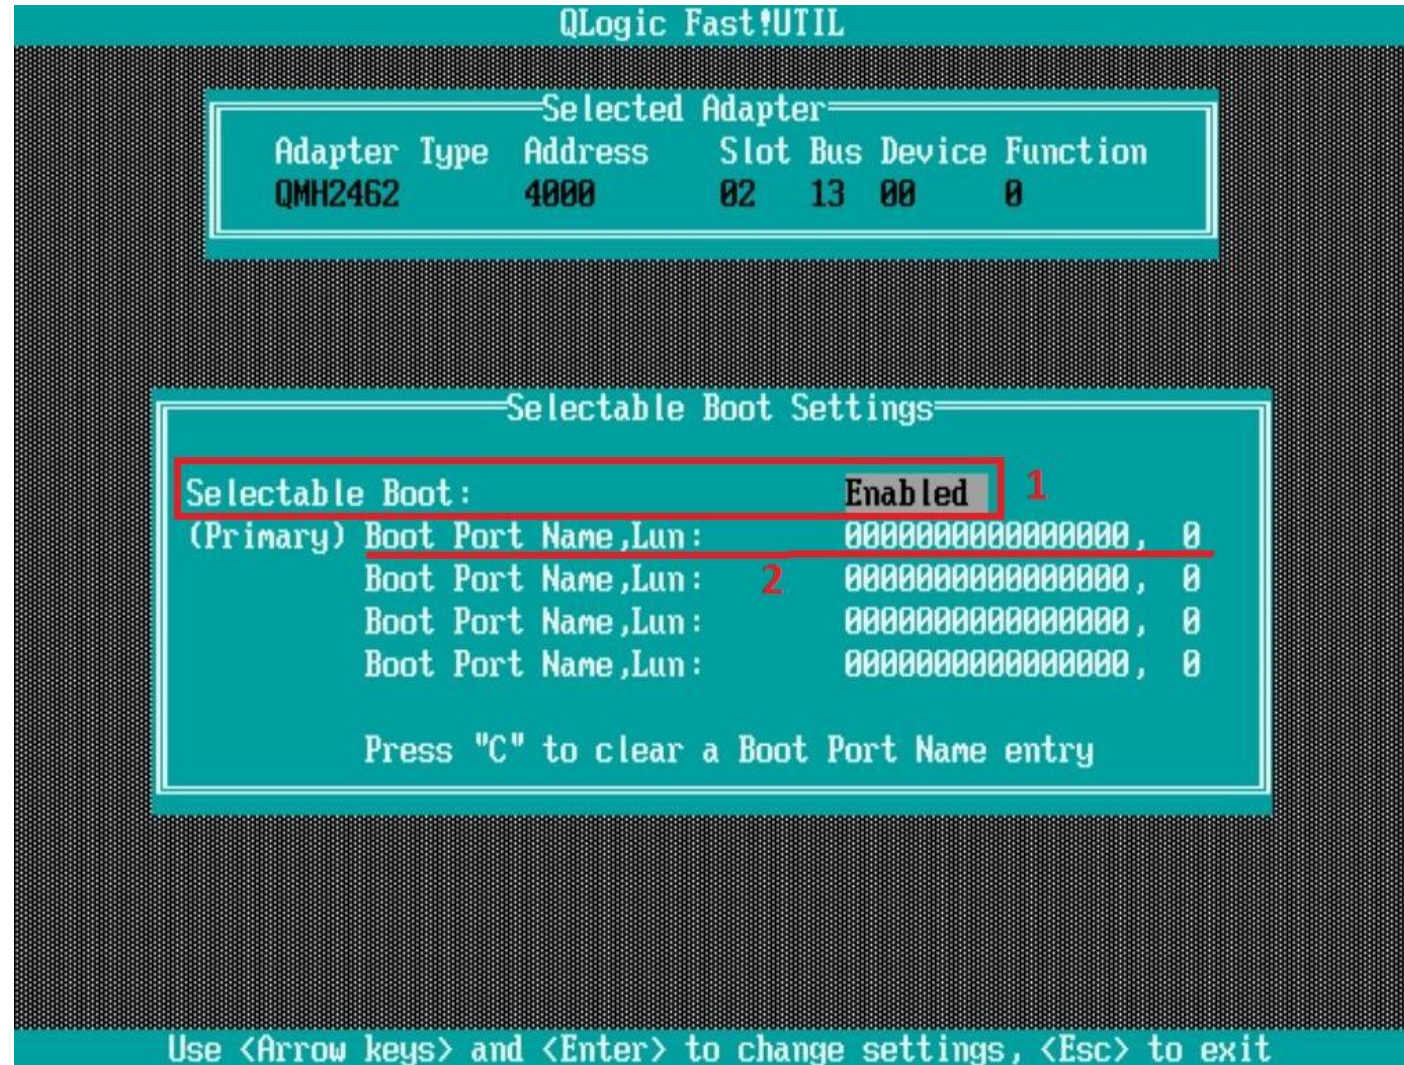 QLogic Fast!UTIL
Selected Adapter
Adapter Type Address Slot Bus Device Function
QMH2462 4000 02 13 00 0
Selectable Boot Settings
Selectable Boot: Enabled 1
(Primary) Boot Port Name,Lun: 0000000000000000, 0
2
Boot Port Name,Lun: 0000000000000000, 0
Boot Port Name,Lun: 0000000000000000, 0
Boot Port Name,Lun: 0000000000000000, 0
Press "C" to clear a Boot Port Name entry
Use <Arrow keys> and <Enter> to change settings, <Esc> to exit